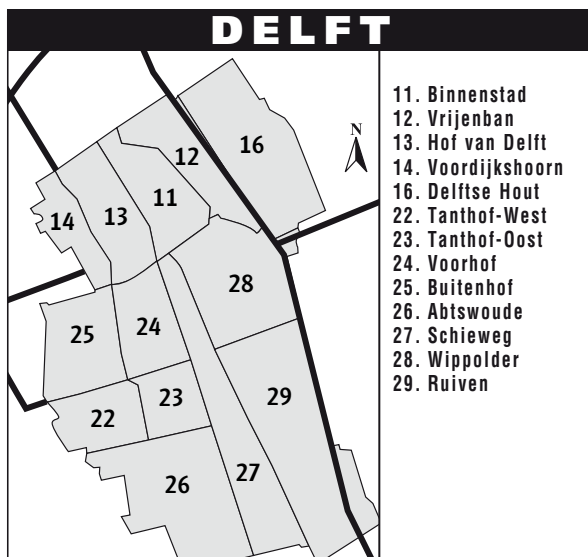 DELFT
11. Binnenstad
12. Vrijenban
13. Hof van Delft
14. Voordijkshoorn
16. Delftse Hout
22. Tanthof-West
23. Tanthof-Oost
24. Voorhof
25. Buitenhof
26. Abtswoude
27. Schieweg
28. Wippolder
29. Ruiven
N
16
12
11
14
13
28
25
24
23
22
29
27
26